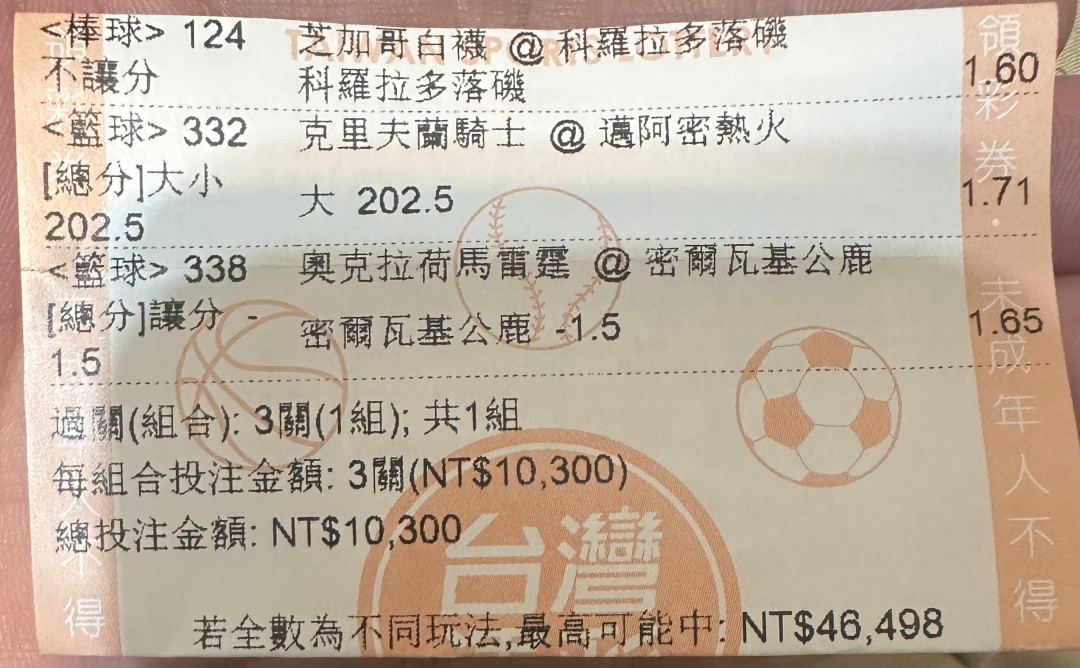 <棒球> 124 芝加哥白襪 @ 科羅拉多落磯
TAIWAN SPORTS LOTTERY
不讓分 科羅拉多落磯 1.60
<籃球> 332 克里夫蘭騎士 @ 邁阿密熱火
[總分]大小 大 202.5 1.71
202.5
<籃球> 338 奧克拉荷馬雷霆 @ 密爾瓦基公鹿
[總分]讓分 - 密爾瓦基公鹿 -1.5 1.65
1.5
過關(組合): 3關(1組); 共1組
每組合投注金額: 3關(NT$10,300)
總投注金額: NT$10,300
台灣
若全數為不同玩法,最高可能中: NT$46,498
領彩券．未成年人不得
人不得